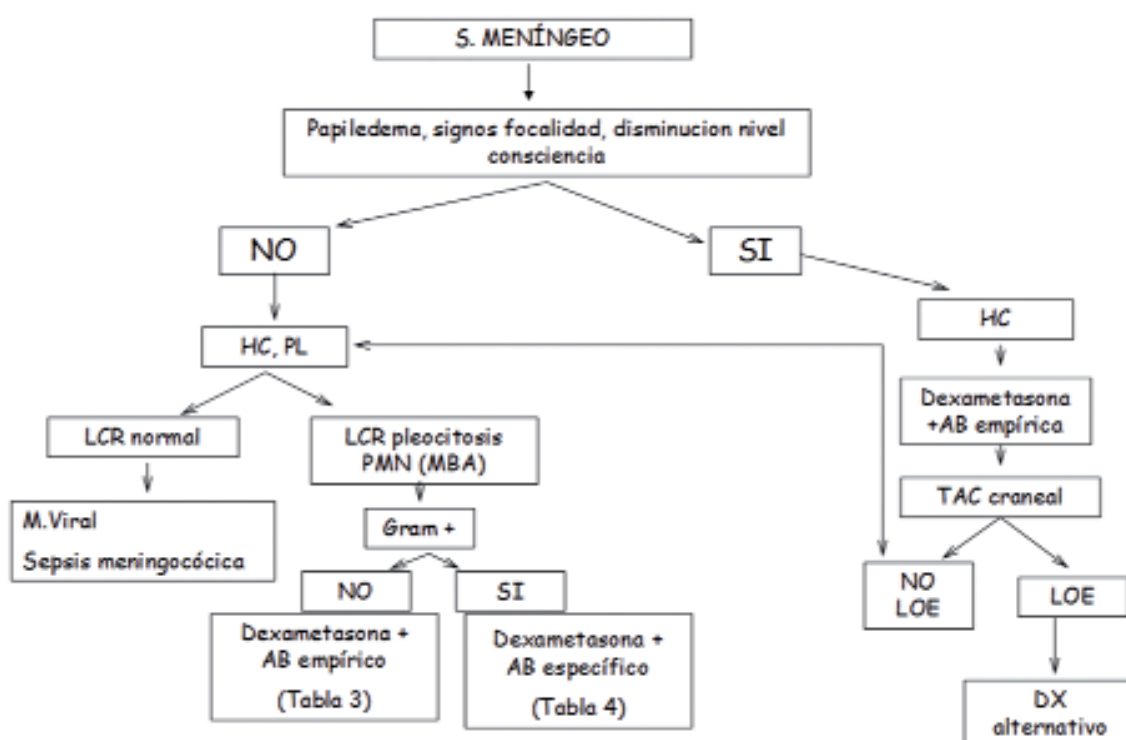 S. MENÍNGEO
Papiledema, signos focalidad, disminucion nivel
consciencia
NO
SI
HC
HC, PL
Dexametasona
+AB empírica
LCR normal
LCR pleocitosis
PMN (MBA)
TAC craneal
M.Viral
Sepsis meningocócica
Gram +
NO
SI
NO
LOE
LOE
Dexametasona +
AB empírico
(Tabla 3)
Dexametasona +
AB específico
(Tabla 4)
DX
alternativo